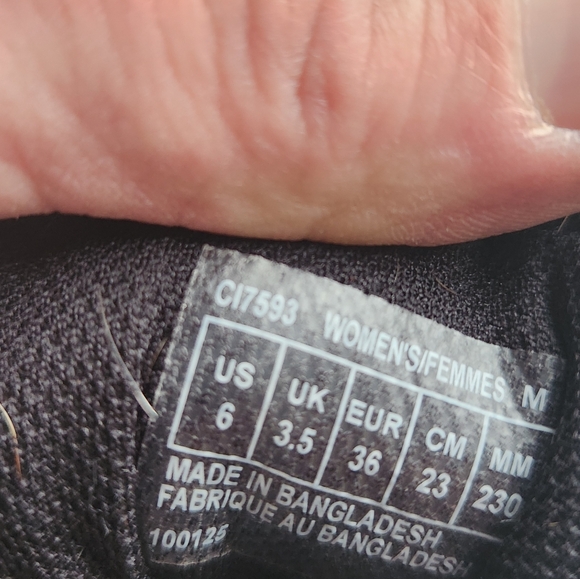 CI7593 WOMEN'S/FEMMES M
US UK EUR CM MM
6 3.5 36 23 230
MADE IN BANGLADESH
FABRIQUE AU BANGLADESH
100125